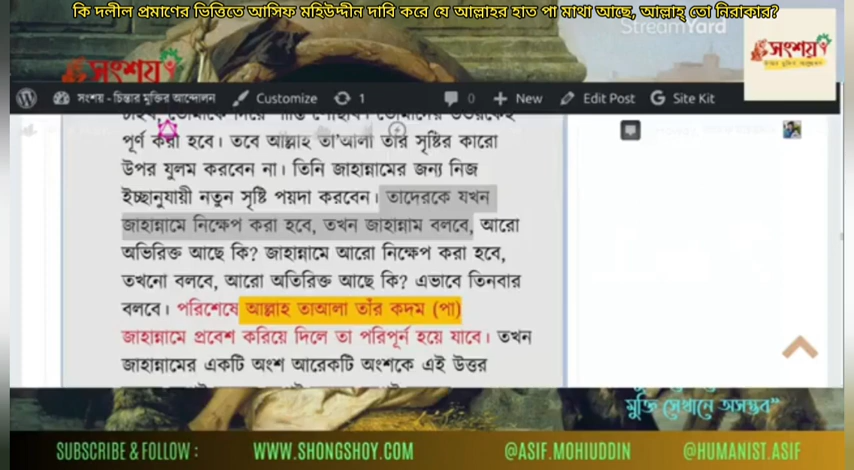 কি দলীল প্রমাণের ভিত্তিতে আসিফ মহিউদ্দীন দাবি করে যে আল্লাহর হাত পা মাথা আছে, আল্লাহ্ তো নিরাকার?
StreamYard
সংশয়
সংশয়
সংশয় - চিন্তার মুক্তির আন্দোলন Customize 1 0 New Edit Post Site Kit
পূর্ণ করা হবে। তবে আল্লাহ তা'আলা তাঁর সৃষ্টির কারো
উপর যুলম করবেন না। তিনি জাহান্নামের জন্য নিজ
ইচ্ছানুযায়ী নতুন সৃষ্টি পয়দা করবেন। তাদেরকে যখন
জাহান্নামে নিক্ষেপ করা হবে, তখন জাহান্নাম বলবে, আরো
অভিরিক্ত আছে কি? জাহান্নামে আরো নিক্ষেপ করা হবে,
তখনো বলবে, আরো অতিরিক্ত আছে কি? এভাবে তিনবার
বলবে। পরিশেষে আল্লাহ তাআলা তাঁর কদম (পা)
জাহান্নামে প্রবেশ করিয়ে দিলে তা পরিপূর্ন হয়ে যাবে। তখন
জাহান্নামের একটি অংশ আরেকটি অংশকে এই উত্তর
মুক্তি সেখানে অসম্ভব”
SUBSCRIBE & FOLLOW : WWW.SHONGSHOY.COM @ASIF.MOHIUDDIN @HUMANIST.ASIF